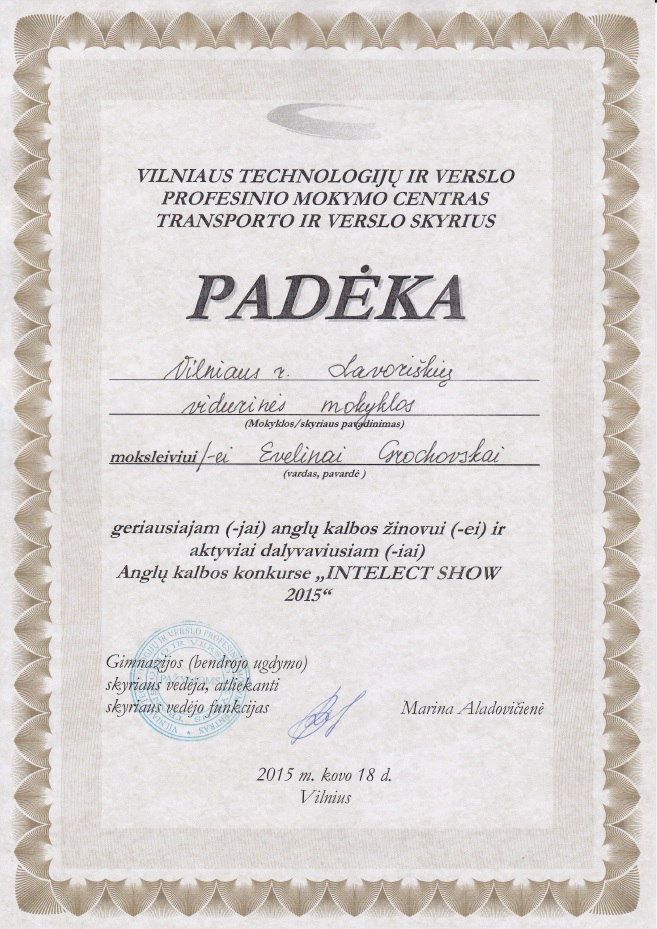 VILNIAUS TECHNOLOGIJŲ IR VERSLO
PROFESINIO MOKYMO CENTRAS
TRANSPORTO IR VERSLO SKYRIUS
PADĖKA
Vilniaus r. Lavoriškių
vidurinės mokyklos
(Mokyklos/skyriaus pavadinimas)
moksleiviui/-ei Evelinai Grochovskai
(vardas, pavardė )
geriausiajam (-jai) anglų kalbos žinovui (-ei) ir
aktyviai dalyvavusiam (-iai)
Anglų kalbos konkurse „INTELECT SHOW
2015“
Gimnazijos (bendrojo ugdymo)
skyriaus vedėja, atliekanti
skyriaus vedėjo funkcijas
Marina Aladovičienė
2015 m. kovo 18 d.
Vilnius